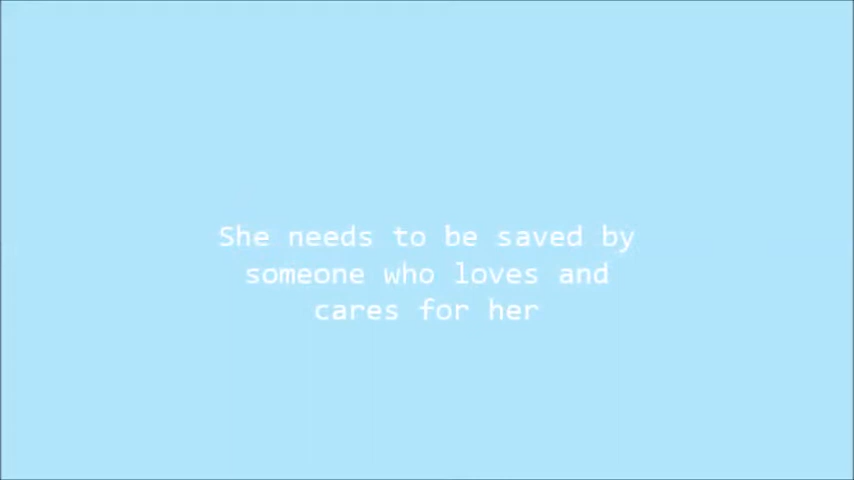 She needs to be saved by
someone who loves and
cares for her